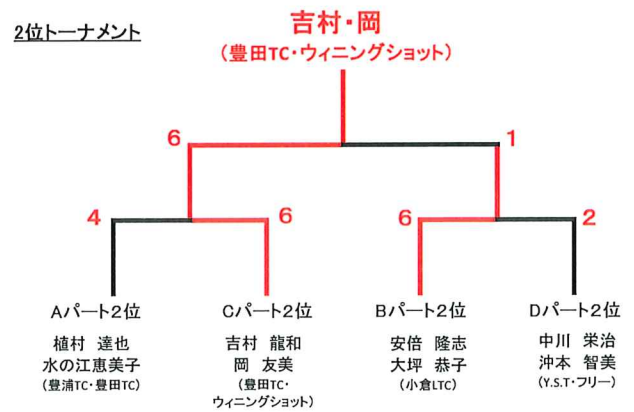 2位トーナメント
吉村・岡
(豊田TC・ウィニングショット)
6
1
4
6
6
2
Aパート2位
Cパート2位
Bパート2位
Dパート2位
植村 達也
水の江恵美子
(豊浦TC・豊田TC)
吉村 龍和
岡 友美
(豊田TC・
ウィニングショット)
安倍 隆志
大坪 恭子
(小倉LTC)
中川 栄治
沖本 智美
(Y.S.T・フリー)